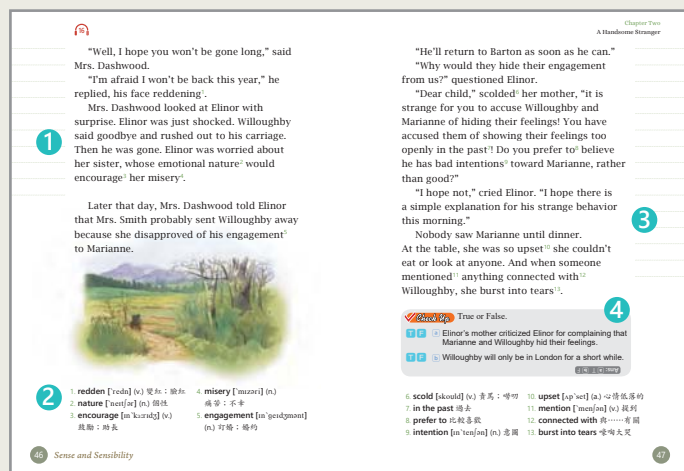 16
"Well, I hope you won't be gone long," said
Mrs. Dashwood.
"I'm afraid I won't be back this year," he
replied, his face reddening1.
Mrs. Dashwood looked at Elinor with
surprise. Elinor was just shocked. Willoughby
said goodbye and rushed out to his carriage.
Then he was gone. Elinor was worried about
her sister, whose emotional nature2 would
encourage3 her misery4.
Later that day, Mrs. Dashwood told Elinor
that Mrs. Smith probably sent Willoughby away
because she disapproved of his engagement5
to Marianne.
1
2
1. redden [ˋrɛdn] (v.) 變紅；臉紅
2. nature [ˋneɪtʃər] (n.) 個性
3. encourage [ɪnˋkɜːrɪdʒ] (v.)
鼓勵；助長
4. misery [ˋmɪzəri] (n.)
痛苦；不幸
5. engagement [ɪnˋgeɪdʒmənt]
(n.) 訂婚；婚約
46 Sense and Sensibility
Chapter Two
A Handsome Stranger
"He'll return to Barton as soon as he can."
"Why would they hide their engagement
from us?" questioned Elinor.
"Dear child," scolded6 her mother, "it is
strange for you to accuse Willoughby and
Marianne of hiding their feelings! You have
accused them of showing their feelings too
openly in the past7! Do you prefer to8 believe
he has bad intentions9 toward Marianne, rather
than good?"
"I hope not," cried Elinor. "I hope there is
a simple explanation for his strange behavior
this morning."
Nobody saw Marianne until dinner.
At the table, she was so upset10 she couldn't
eat or look at anyone. And when someone
mentioned11 anything connected with12
Willoughby, she burst into tears13.
3
4
Check Up True or False.
T F a Elinor's mother criticized Elinor for complaining that
Marianne and Willoughby hid their feelings.
T F b Willoughby will only be in London for a short while.
6. scold [skould] (v.) 責罵；嘮叨
7. in the past 過去
8. prefer to 比較喜歡
9. intention [ɪnˋtenʃən] (n.) 意圖
10. upset [ʌpˋset] (a.) 心情低落的
11. mention [ˋmenʃən] (v.) 提到
12. connected with 與……有關
13. burst into tears 嚎啕大哭
47